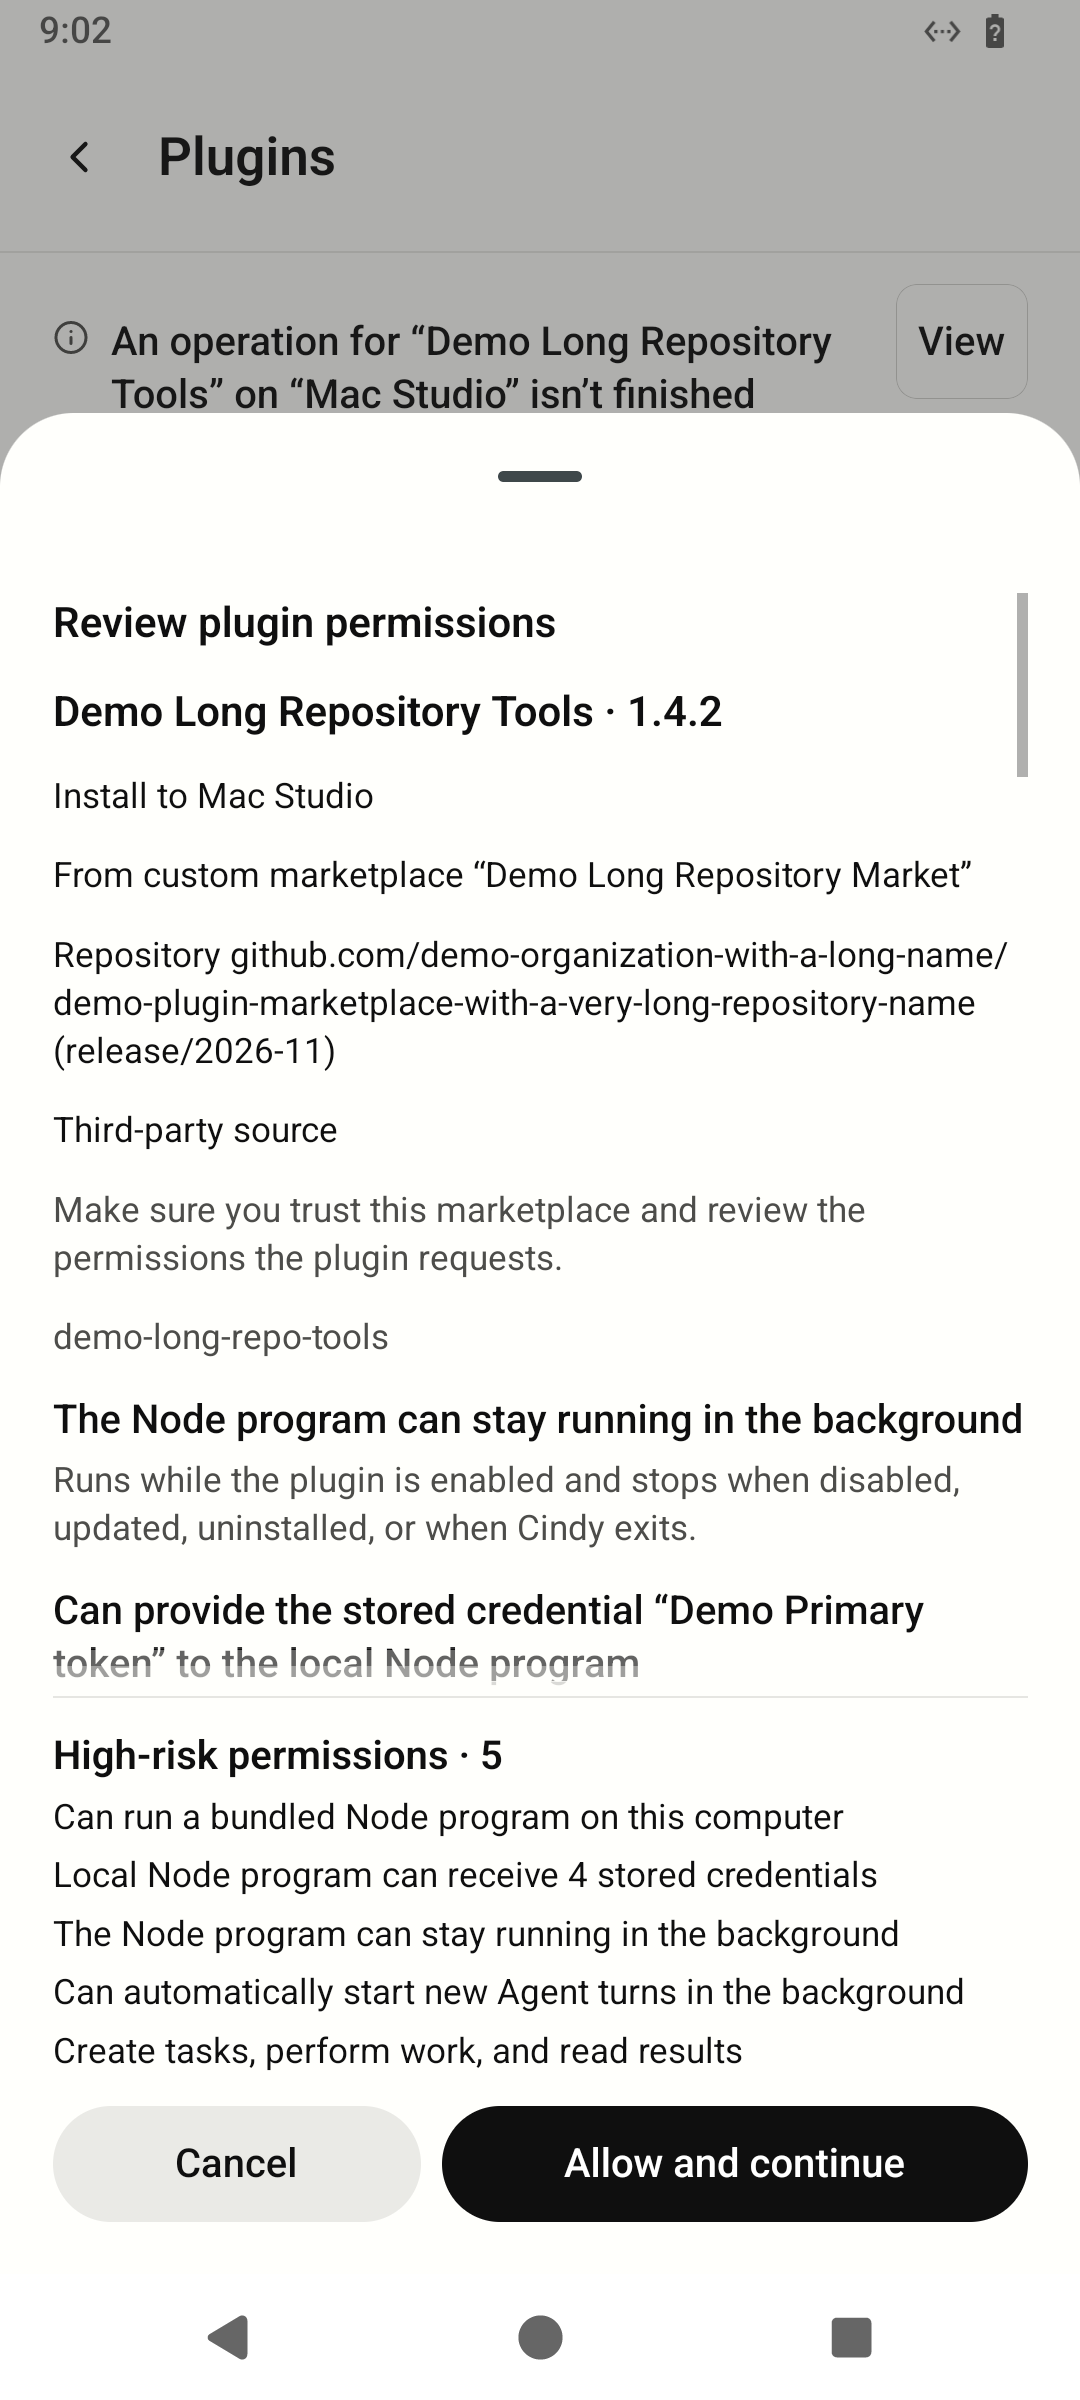 9:02
Plugins
An operation for “Demo Long Repository
Tools” on “Mac Studio” isn’t finished
View
Review plugin permissions
Demo Long Repository Tools · 1.4.2
Install to Mac Studio
From custom marketplace “Demo Long Repository Market”
Repository github.com/demo-organization-with-a-long-name/
demo-plugin-marketplace-with-a-very-long-repository-name
(release/2026-11)
Third-party source
Make sure you trust this marketplace and review the
permissions the plugin requests.
demo-long-repo-tools
The Node program can stay running in the background
Runs while the plugin is enabled and stops when disabled,
updated, uninstalled, or when Cindy exits.
Can provide the stored credential “Demo Primary
token” to the local Node program
High-risk permissions · 5
Can run a bundled Node program on this computer
Local Node program can receive 4 stored credentials
The Node program can stay running in the background
Can automatically start new Agent turns in the background
Create tasks, perform work, and read results
Cancel
Allow and continue